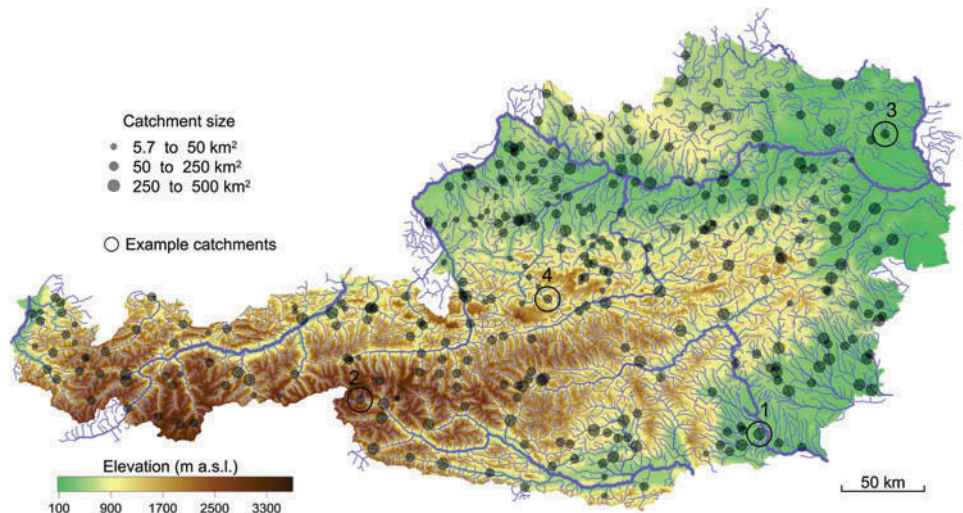 Catchment size
5.7 to 50 km²
50 to 250 km²
250 to 500 km²
Example catchments
3
4
2
1
Elevation (m a.s.l.)
100 900 1700 2500 3300
50 km